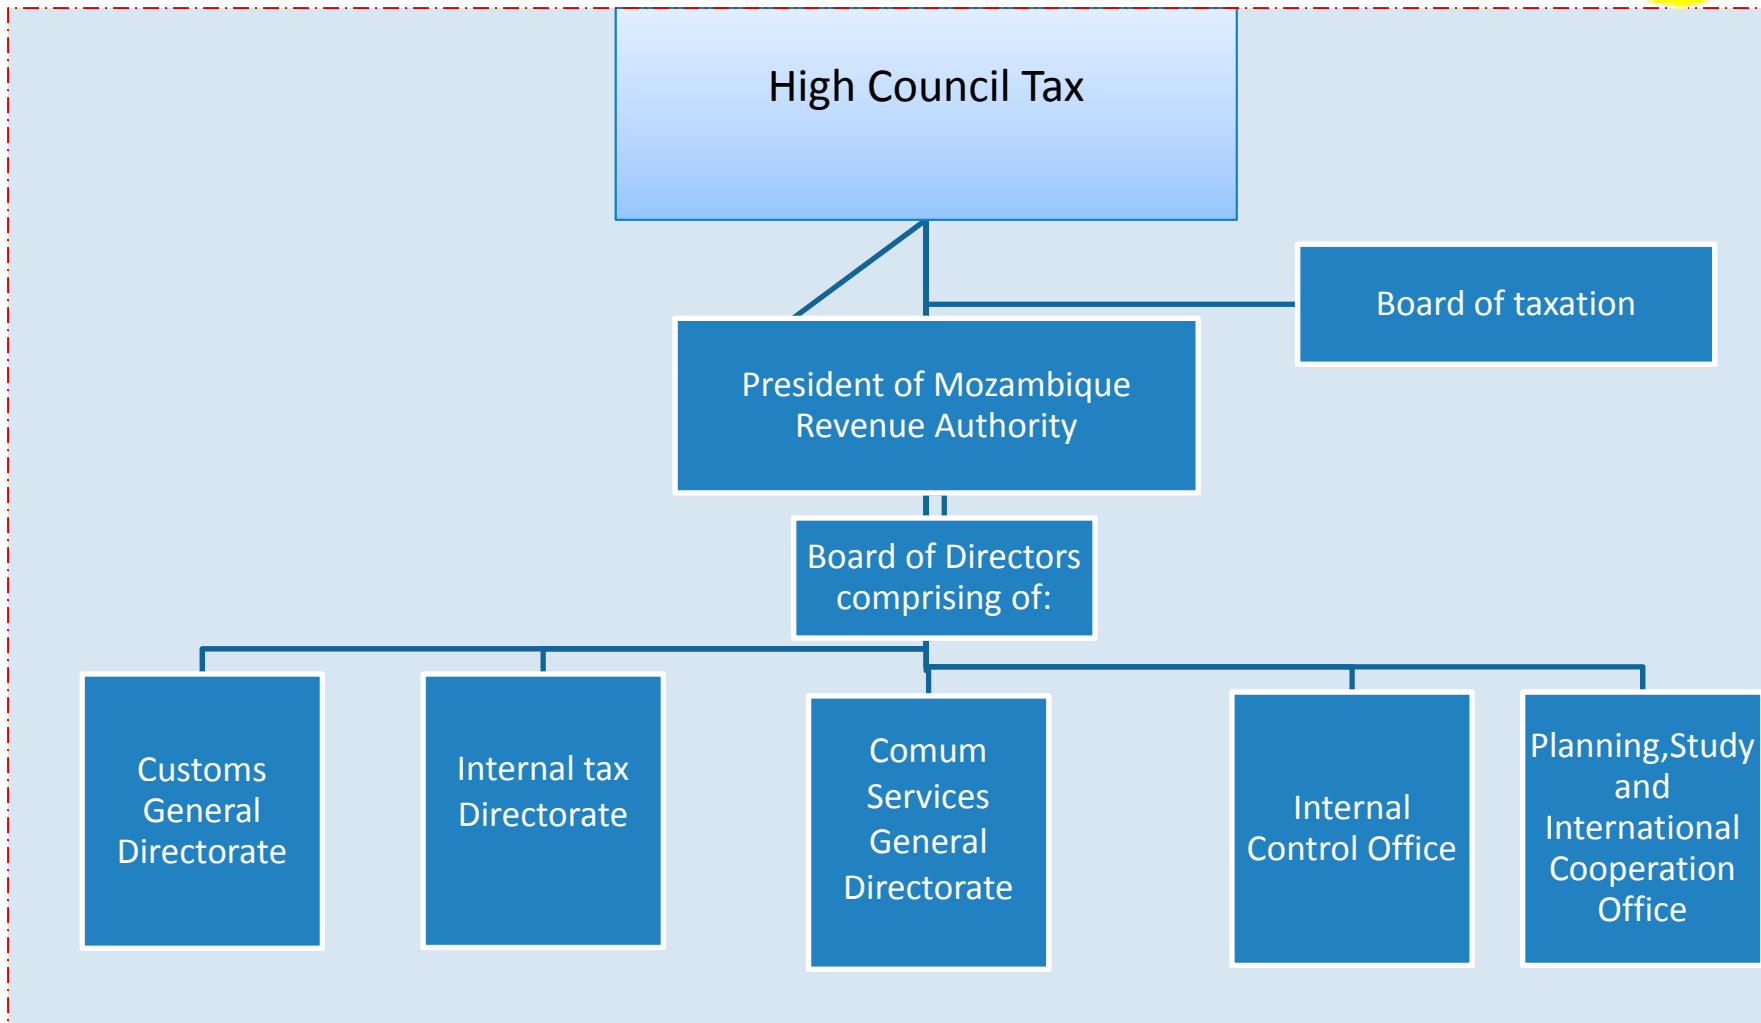 High Council Tax
Board of taxation
President of Mozambique
Revenue Authority
Board of Directors
comprising of:
Customs
General
Directorate
Internal tax
Directorate
Comum
Services
General
Directorate
Internal
Control Office
Planning,Study
and
International
Cooperation
Office